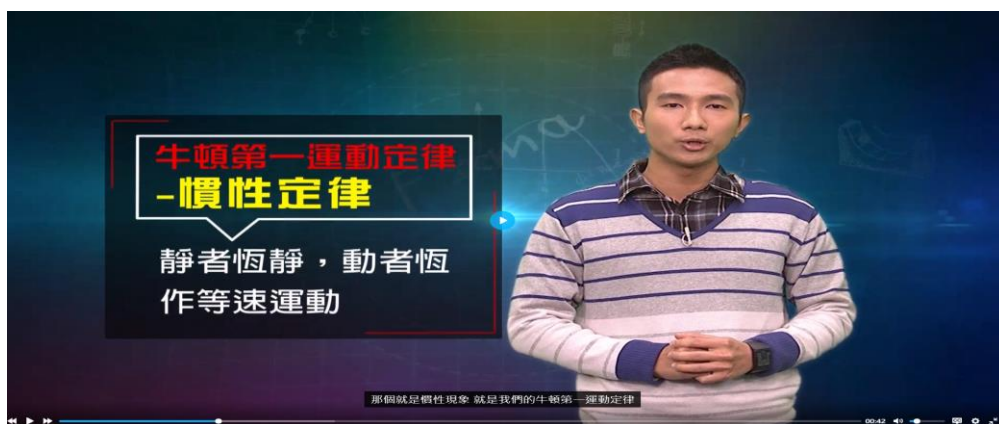 牛頓第一運動定律
-慣性定律
靜者恆靜，動者恆
作等速運動
那個就是慣性現象 就是我們的牛頓第一運動定律
00:42